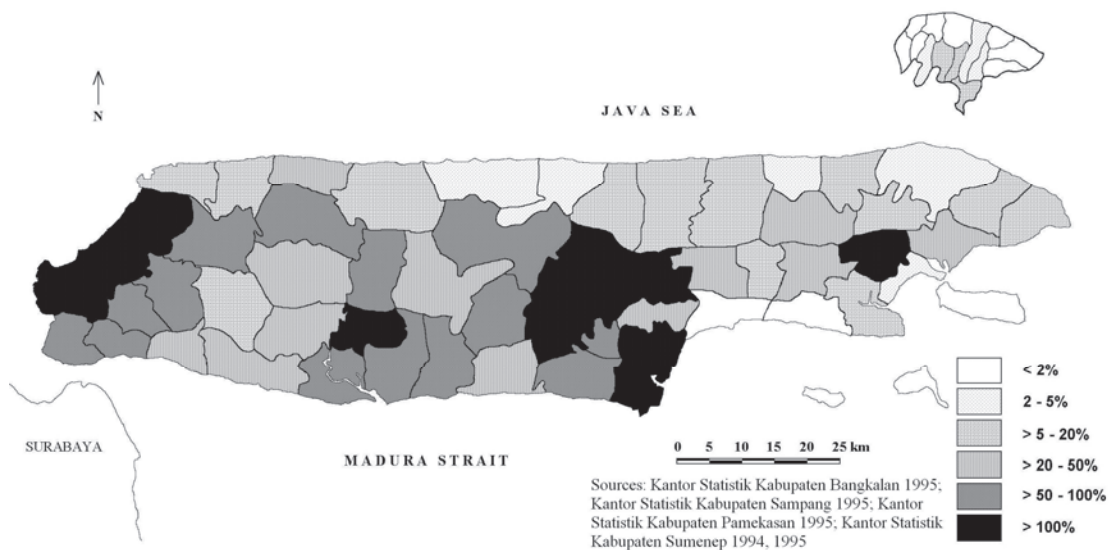 N
JAVA SEA
SURABAYA
MADURA STRAIT
0 5 10 15 20 25 km
Sources: Kantor Statistik Kabupaten Bangkalan 1995;
Kantor Statistik Kabupaten Sampang 1995; Kantor
Statistik Kabupaten Pamekasan 1995; Kantor Statistik
Kabupaten Sumenep 1994, 1995
< 2%
2 - 5%
> 5 - 20%
> 20 - 50%
> 50 - 100%
> 100%